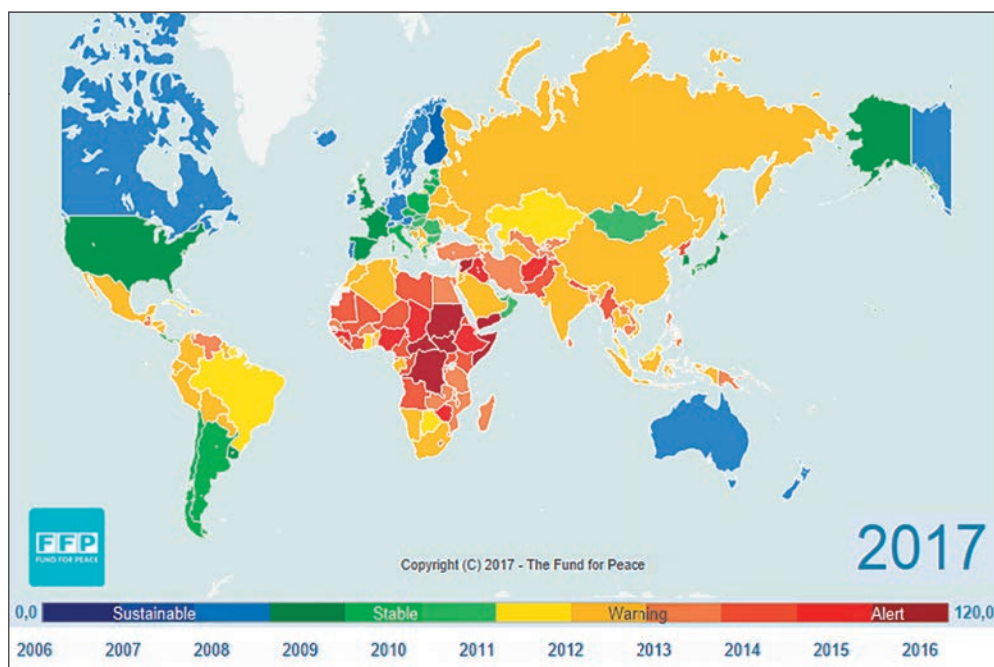 2017
FFP
FUND FOR PEACE
Copyright (C) 2017 - The Fund for Peace
0,0 Sustainable Stable Warning Alert 120,0
2006 2007 2008 2009 2010 2011 2012 2013 2014 2015 2016